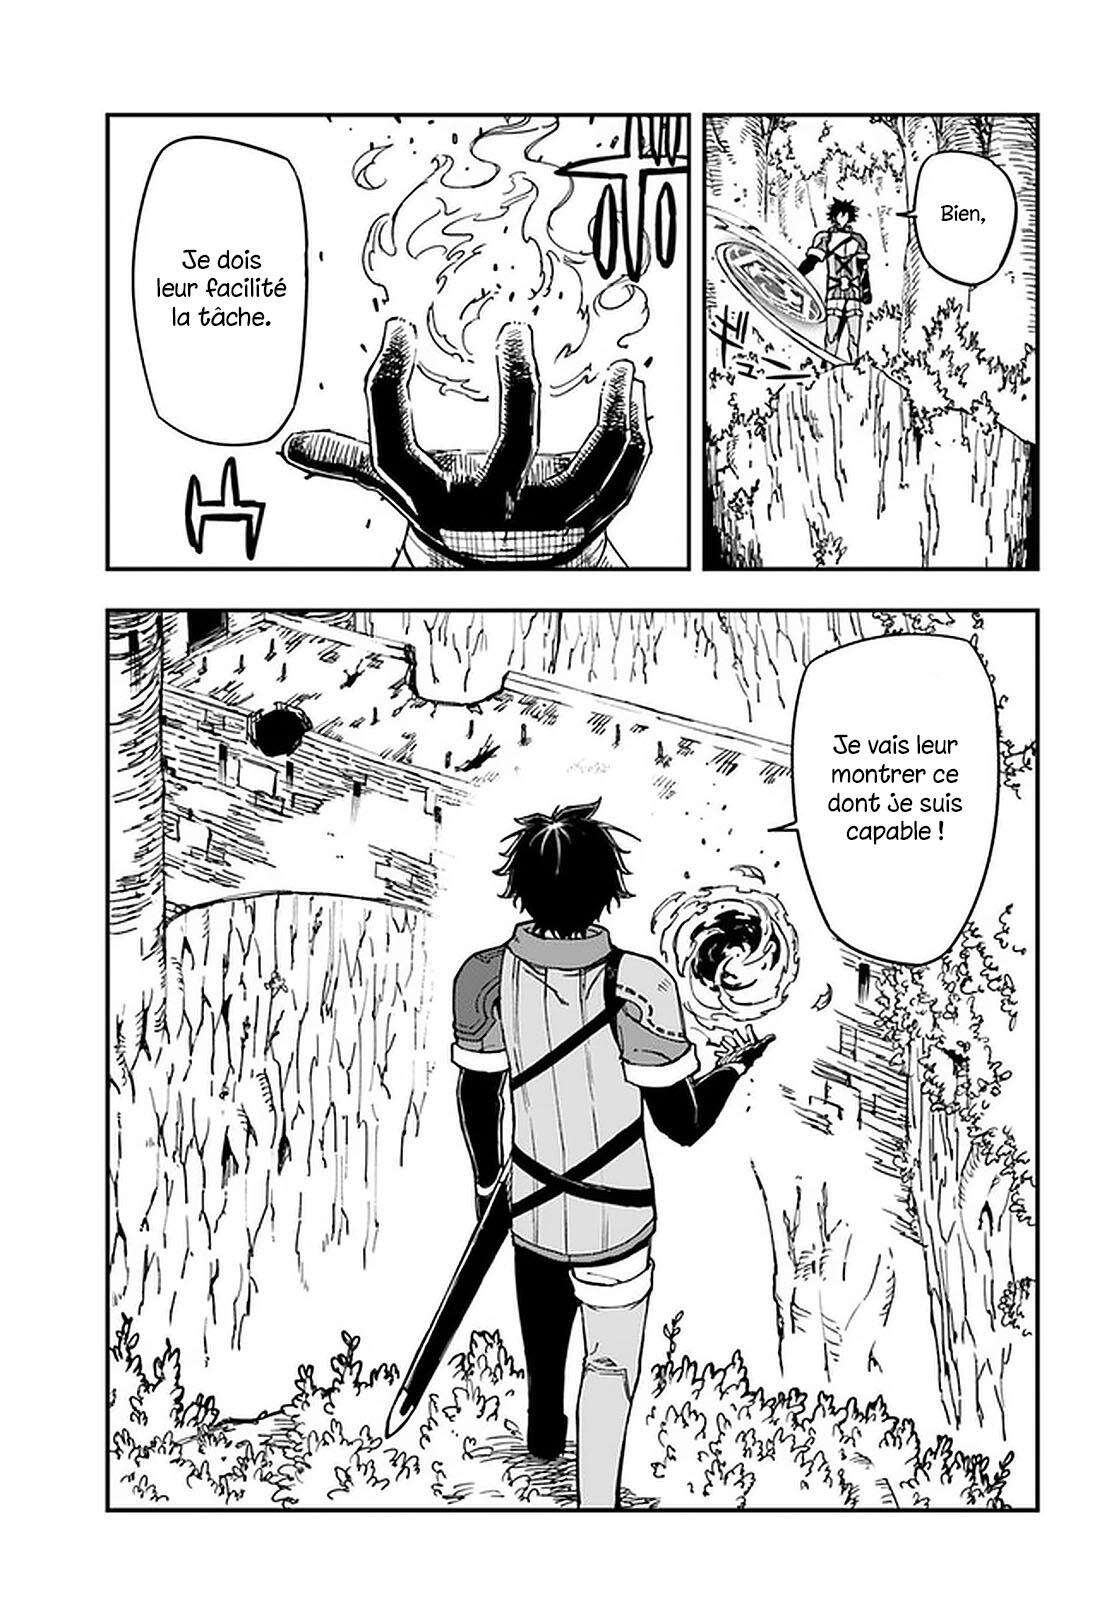 Bien,
Je dois
leur facilité
la tâche.
Je vais leur
montrer ce
dont je suis
capable !